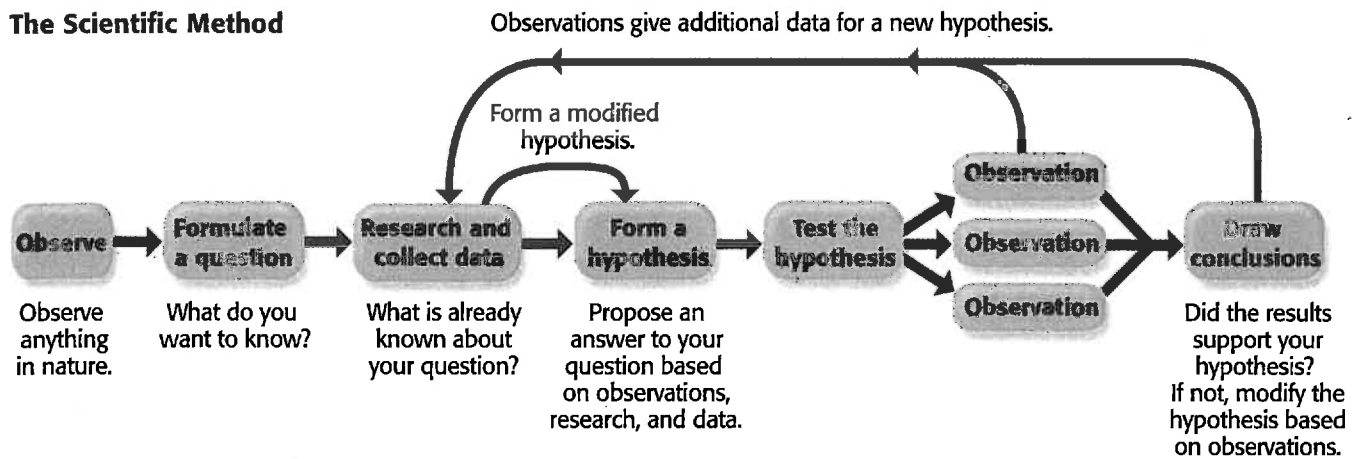 The Scientific Method
Observations give additional data for a new hypothesis.
Form a modified
hypothesis.
Observe
Formulate
a question
Research and
collect data
Form a
hypothesis
Test the
hypothesis
Observation
Observation
Observation
Draw
conclusions
Observe
anything
in nature.
What do you
want to know?
What is already
known about
your question?
Propose an
answer to your
question based
on observations,
research, and data.
Did the results
support your
hypothesis?
If not, modify the
hypothesis based
on observations.